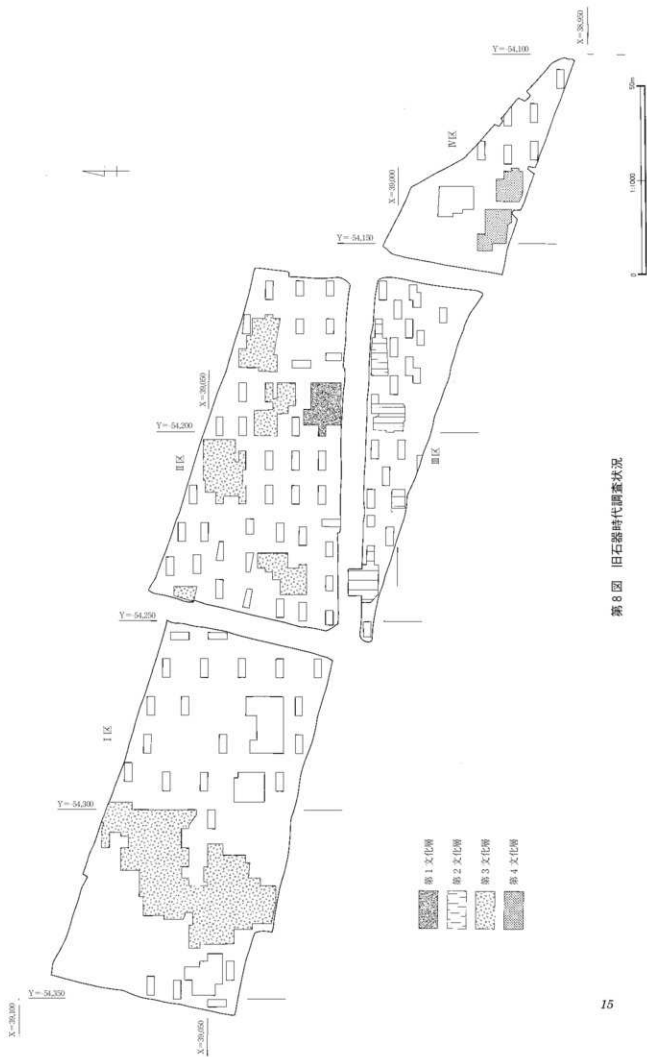 X=39,100
X=39,050
Y=-54,350
Y=-54,300
I区
Y=-54,250
II区
Y=-54,200
X=39,050
III区
Y=-54,150
X=39,000
IV区
Y=-54,100
X=38,950
第1文化層
第2文化層
第3文化層
第4文化層
0
1:1000
50m
第8図 旧石器時代調査状況
15